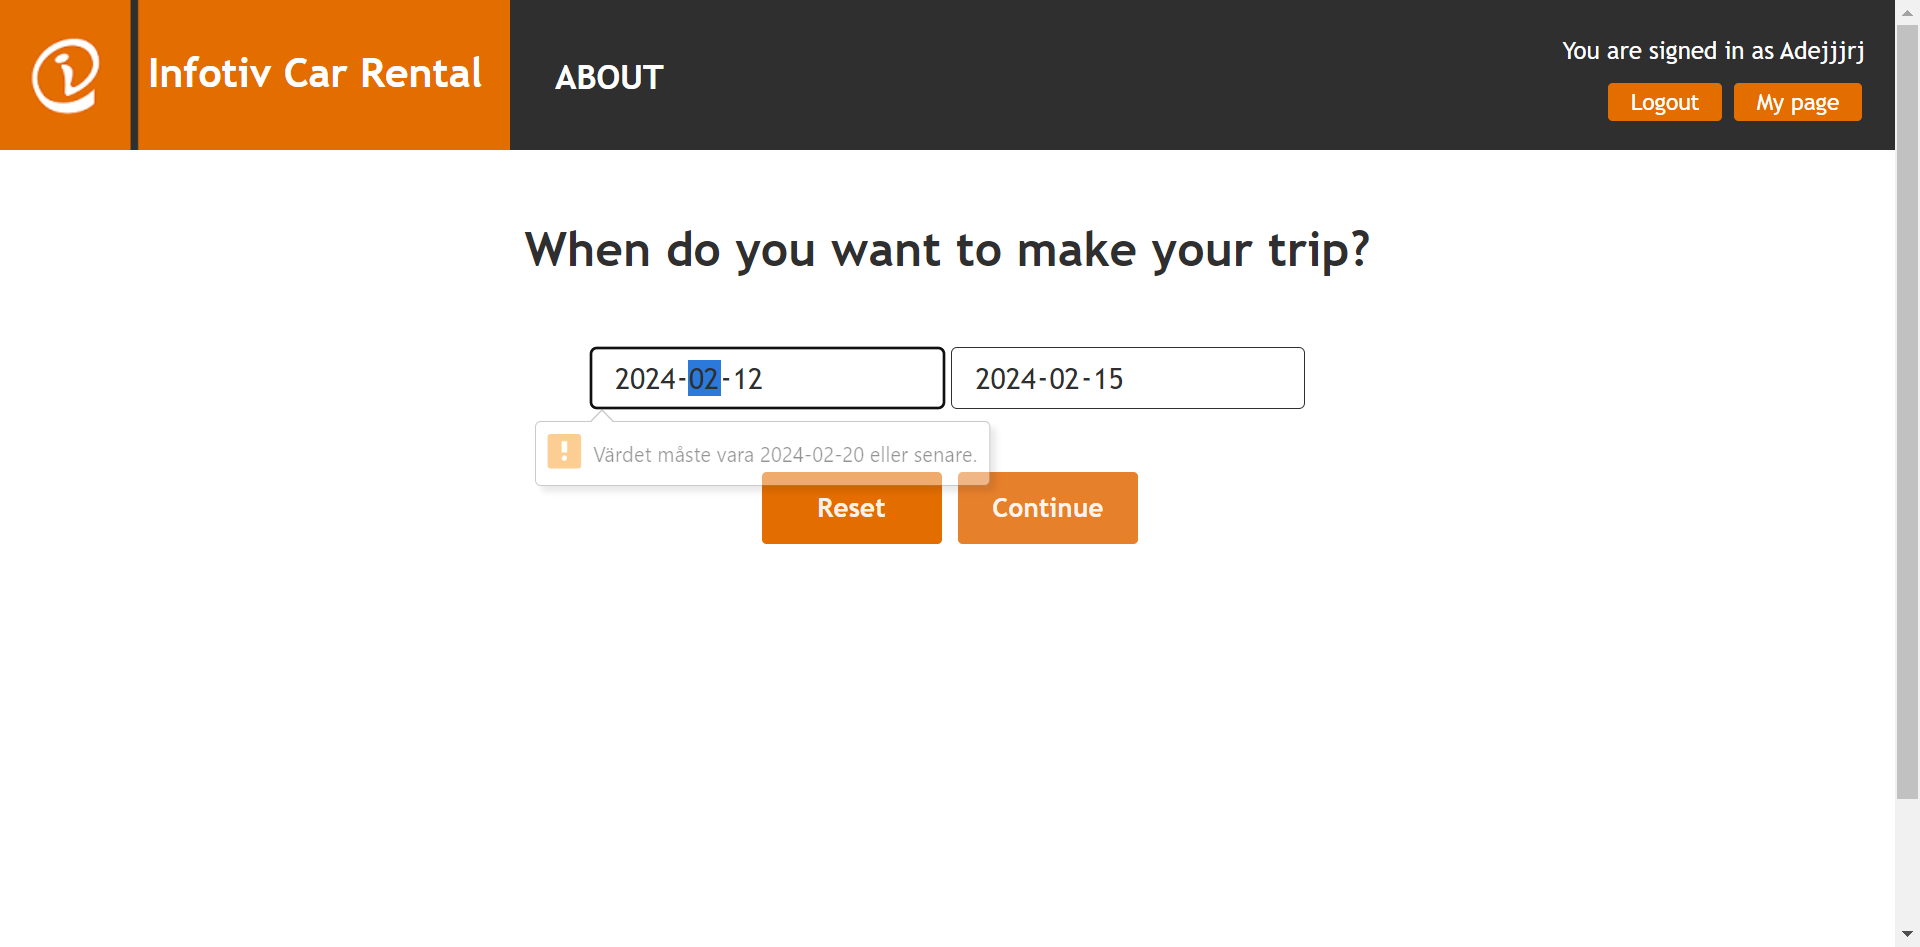 Infotiv Car Rental
ABOUT
You are signed in as Adejjjrj
Logout
My page
When do you want to make your trip?
2024-02-12
2024-02-15
Värdet måste vara 2024-02-20 eller senare.
Reset
Continue